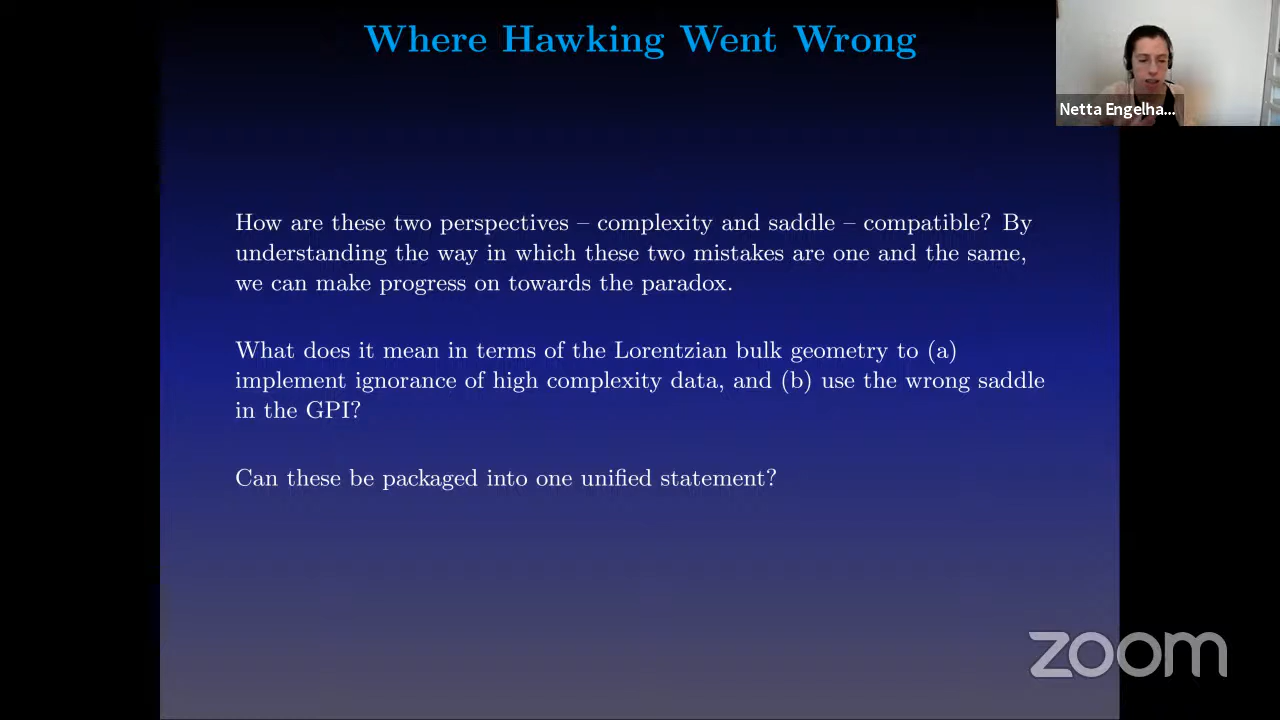 Where Hawking Went Wrong
Netta Engelha...
How are these two perspectives – complexity and saddle – compatible? By
understanding the way in which these two mistakes are one and the same,
we can make progress on towards the paradox.
What does it mean in terms of the Lorentzian bulk geometry to (a)
implement ignorance of high complexity data, and (b) use the wrong saddle
in the GPI?
Can these be packaged into one unified statement?
zoom